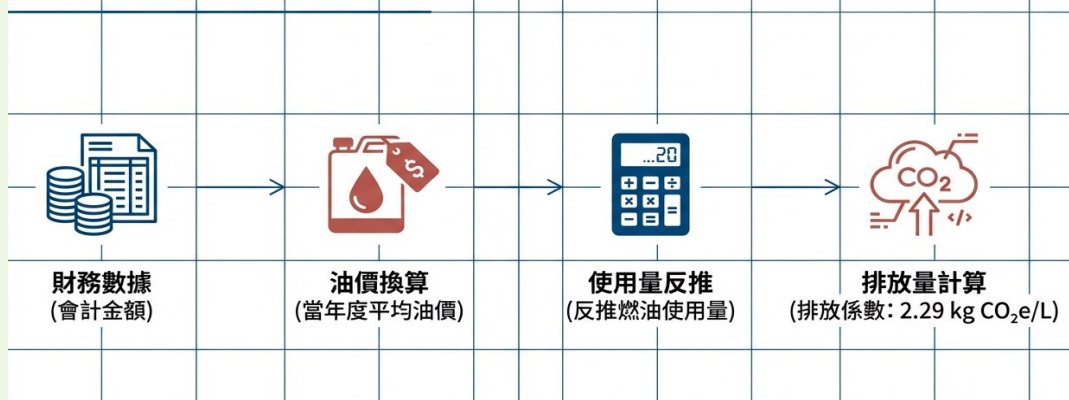 $
...20
CO₂
</>
財務數據
(會計金額)
油價換算
(當年度平均油價)
使用量反推
(反推燃油使用量)
排放量計算
(排放係數：2.29 kg CO₂e/L)